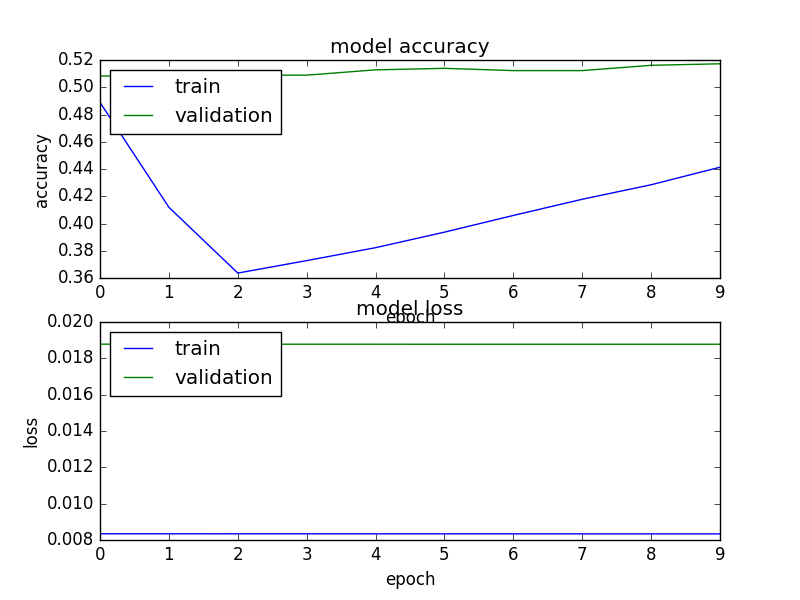 model accuracy
0.52
0.50
0.48
0.46
0.44
0.42
0.40
0.38
0.36
accuracy
train
validation
0 1 2 3 4 5 6 7 8 9
epoch
model loss
0.020
0.018
0.016
0.014
0.012
0.010
0.008
loss
train
validation
0 1 2 3 4 5 6 7 8 9
epoch